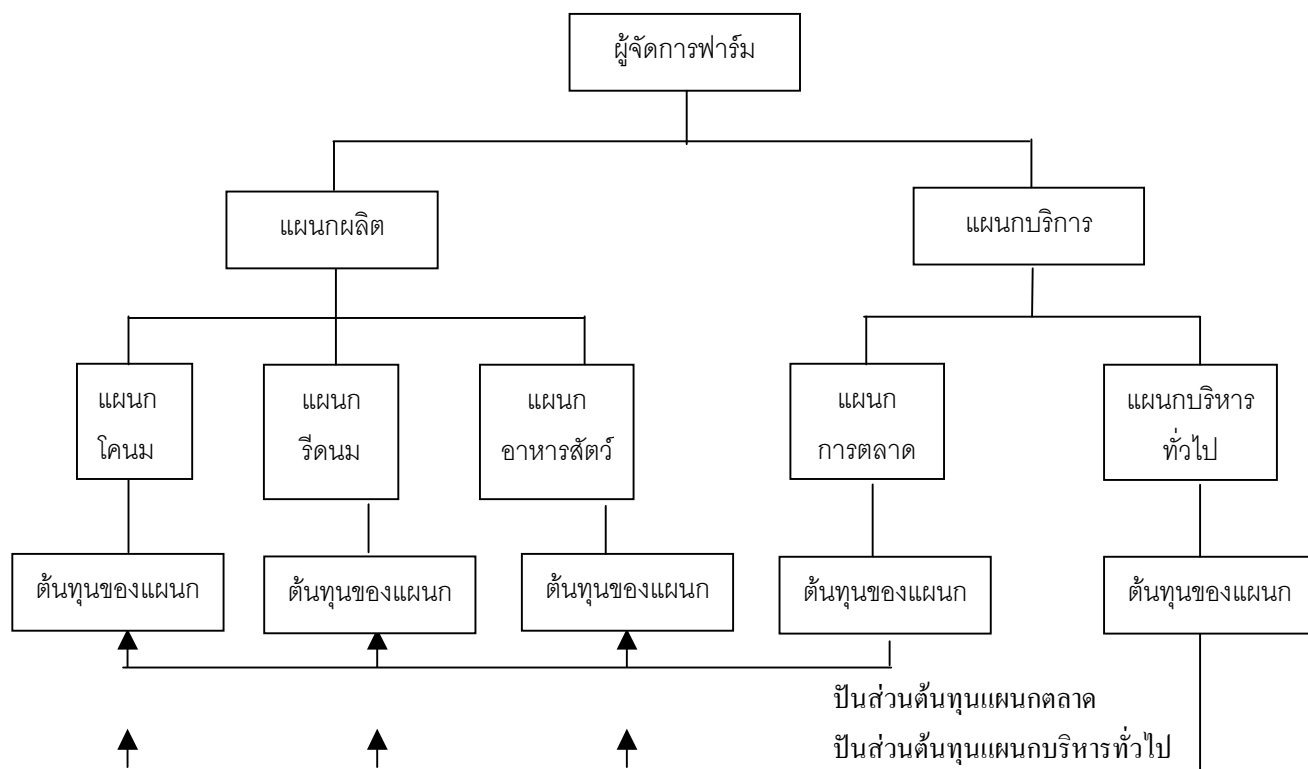 ผู้จัดการฟาร์ม
แผนกผลิต
แผนกบริการ
แผนก
โคนม
แผนก
รีดนม
แผนก
อาหารสัตว์
แผนก
การตลาด
แผนกบริหาร
ทั่วไป
ต้นทุนของแผนก
ต้นทุนของแผนก
ต้นทุนของแผนก
ต้นทุนของแผนก
ต้นทุนของแผนก
ปันส่วนต้นทุนแผนกตลาด
ปันส่วนต้นทุนแผนกบริหารทั่วไป